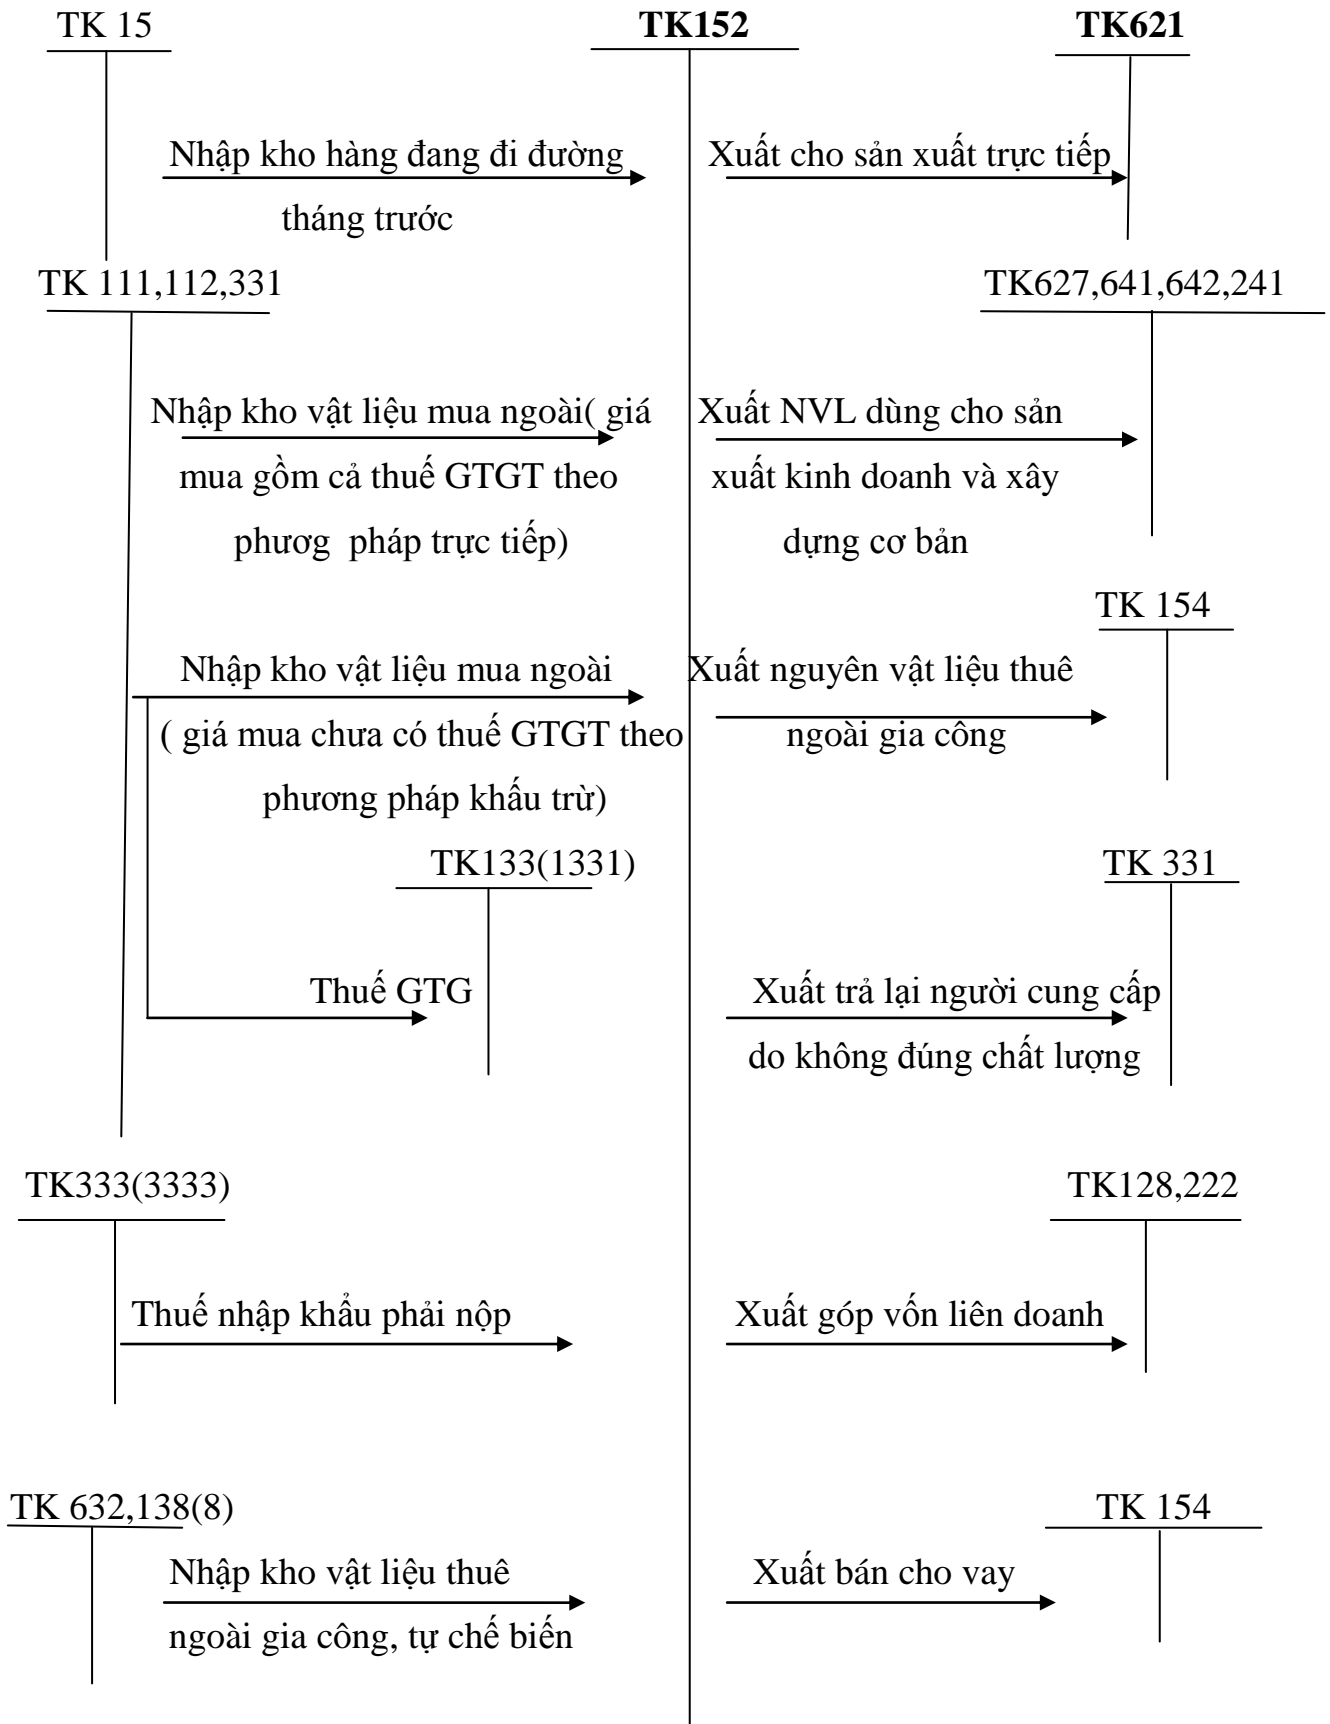 TK 15
TK152
TK621
Nhập kho hàng đang đi đường
tháng trước
Xuất cho sản xuất trực tiếp
TK 111,112,331
TK627,641,642,241
Nhập kho vật liệu mua ngoài( giá
mua gồm cả thuế GTGT theo
phươg pháp trực tiếp)
Xuất NVL dùng cho sản
xuất kinh doanh và xây
dựng cơ bản
TK 154
Nhập kho vật liệu mua ngoài
( giá mua chưa có thuế GTGT theo
phương pháp khấu trừ)
Xuất nguyên vật liệu thuê
ngoài gia công
TK133(1331)
TK 331
Thuế GTG
Xuất trả lại người cung cấp
do không đúng chất lượng
TK333(3333)
TK128,222
Thuế nhập khẩu phải nộp
Xuất góp vốn liên doanh
TK 632,138(8)
TK 154
Nhập kho vật liệu thuê
ngoài gia công, tự chế biến
Xuất bán cho vay